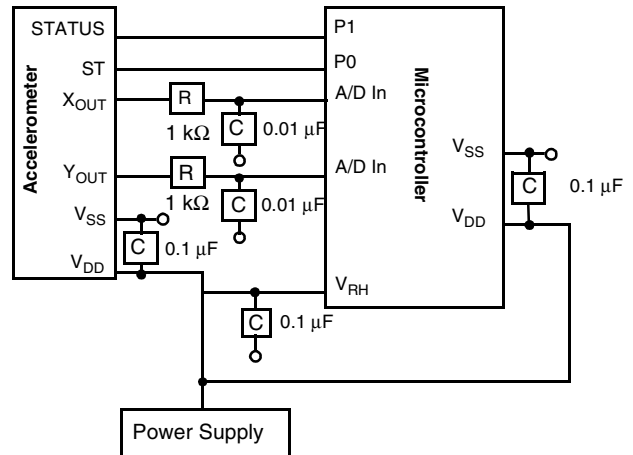 STATUS
P1
ST
P0
XOUT
R
A/D In
1 kΩ
C
0.01 µF
YOUT
R
A/D In
1 kΩ
C
0.01 µF
VSS
C
0.1 µF
VDD
Accelerometer
Microcontroller
VSS
C
0.1 µF
VDD
VRH
C
0.1 µF
Power Supply